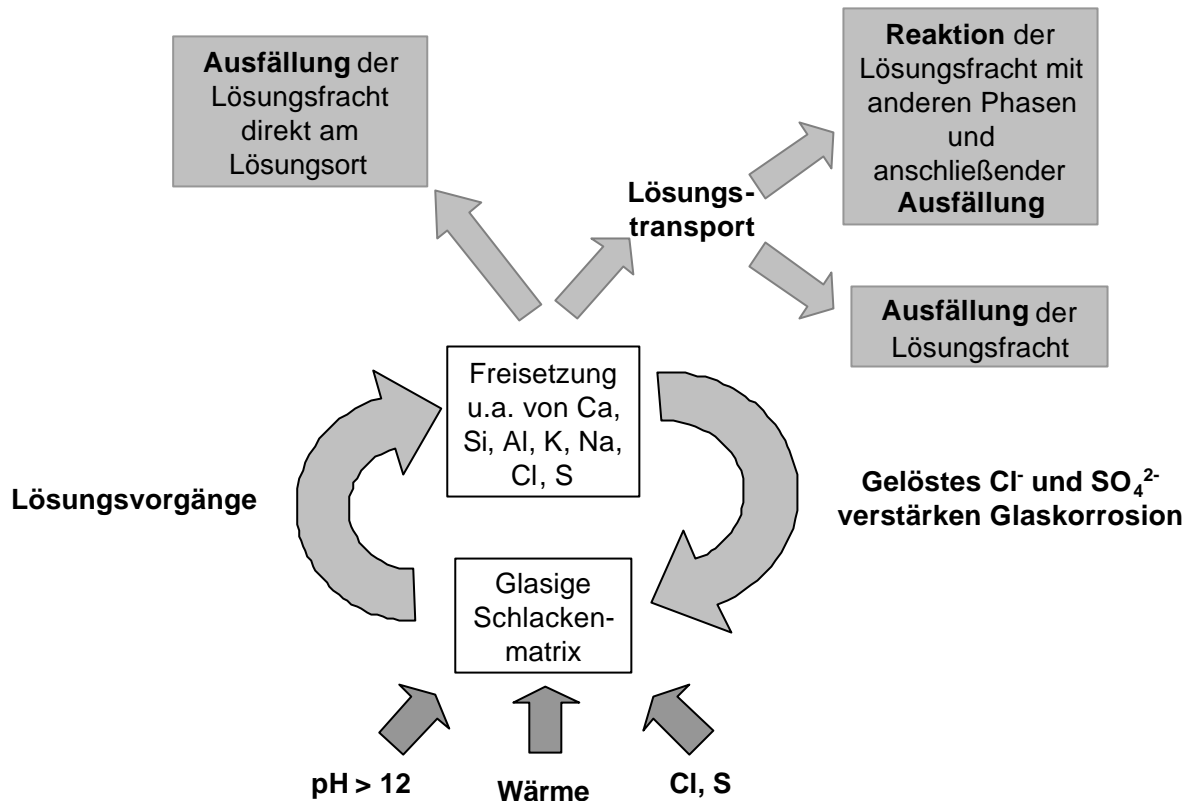 Ausfällung der
Lösungsfracht
direkt am
Lösungsort
Reaktion der
Lösungsfracht mit
anderen Phasen
und
anschließender
Ausfällung
Lösungs-
transport
Ausfällung der
Lösungsfracht
Freisetzung
u.a. von Ca,
Si, Al, K, Na,
Cl, S
Lösungsvorgänge
Gelöstes Cl⁻ und SO₄²⁻
verstärken Glaskorrosion
Glasige
Schlacken-
matrix
pH > 12
Wärme
Cl, S